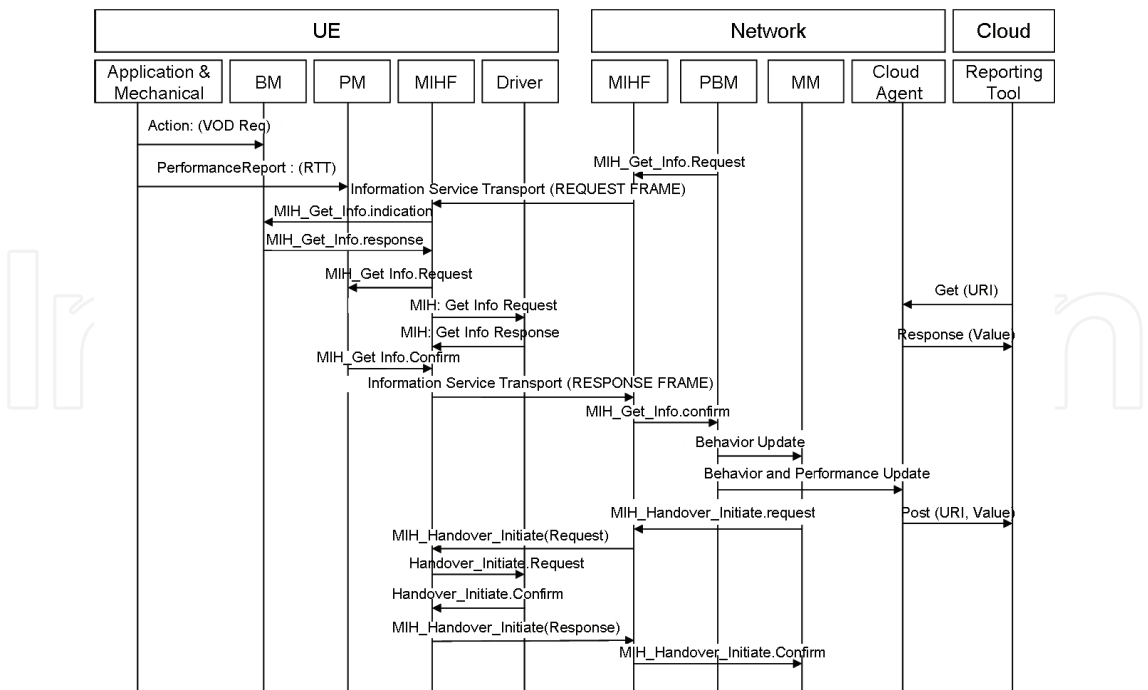 UE
Network
Cloud
Application &
Mechanical
BM
PM
MIHF
Driver
MIHF
PBM
MM
Cloud
Agent
Reporting
Tool
Action: (VOD Req)
MIH_Get_Info.Request
PerformanceReport : (RTT)
Information Service Transport (REQUEST FRAME)
MIH_Get_Info.indication
MIH_Get_Info.response
MIH_Get Info.Request
Get (URI)
MIH: Get Info Request
MIH: Get Info Response
Response (Value)
MIH_Get Info.Confirm
Information Service Transport (RESPONSE FRAME)
MIH_Get_Info.confirm
Behavior Update
Behavior and Performance Update
MIH_Handover_Initiate.request
Post (URI, Value)
MIH_Handover_Initiate(Request)
Handover_Initiate.Request
Handover_Initiate.Confirm
MIH_Handover_Initiate(Response)
MIH_Handover_Initiate.Confirm